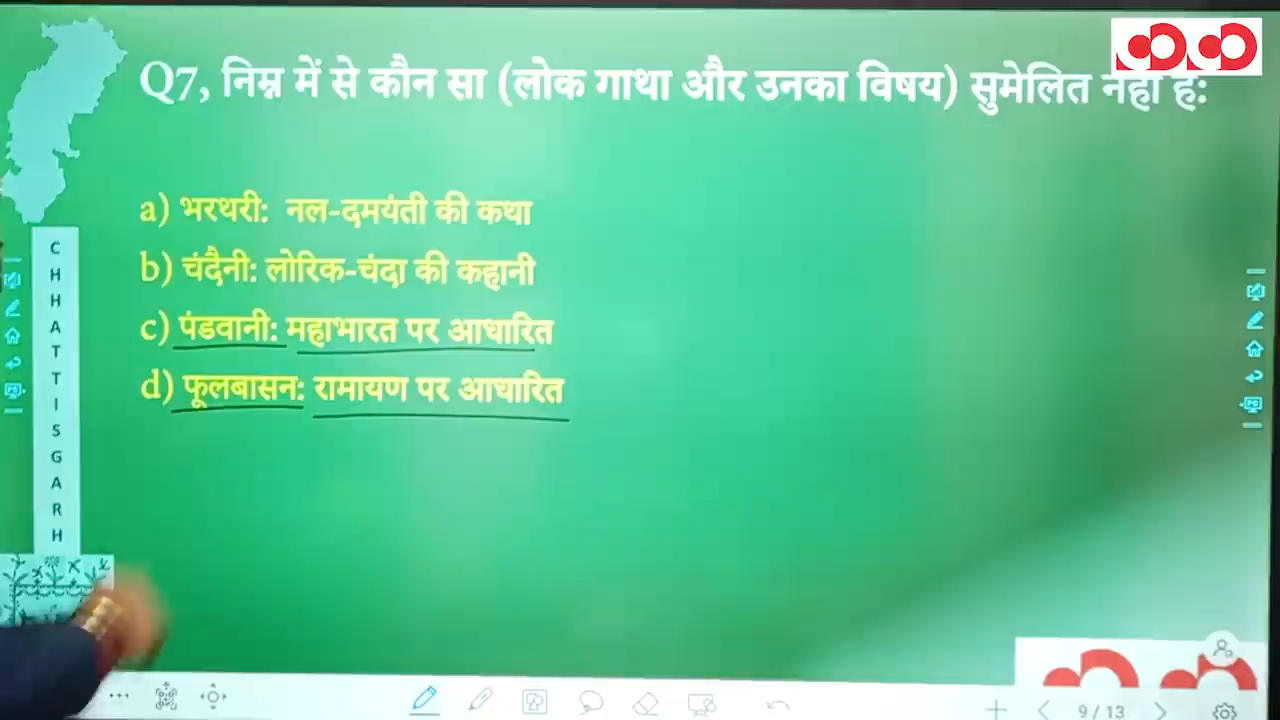 Q7, निम्न में से कौन सा (लोक गाथा और उनका विषय) सुमेलित नहीं है:
a) भरथरी: नल-दमयंती की कथा
b) चंदैनी: लोरिक-चंदा की कहानी
c) पंडवानी: महाभारत पर आधारित
d) फूलबासन: रामायण पर आधारित
CHHATTISGARH
9 / 13